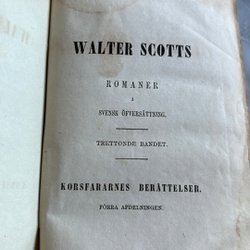 WALTER SCOTTS
ROMANER
I
SVENSK ÖFVERSÄTTNING.
TRETTONDE BANDET.
KORSFARARNES BERÄTTELSER.
FÖRRA AFDELNINGEN.